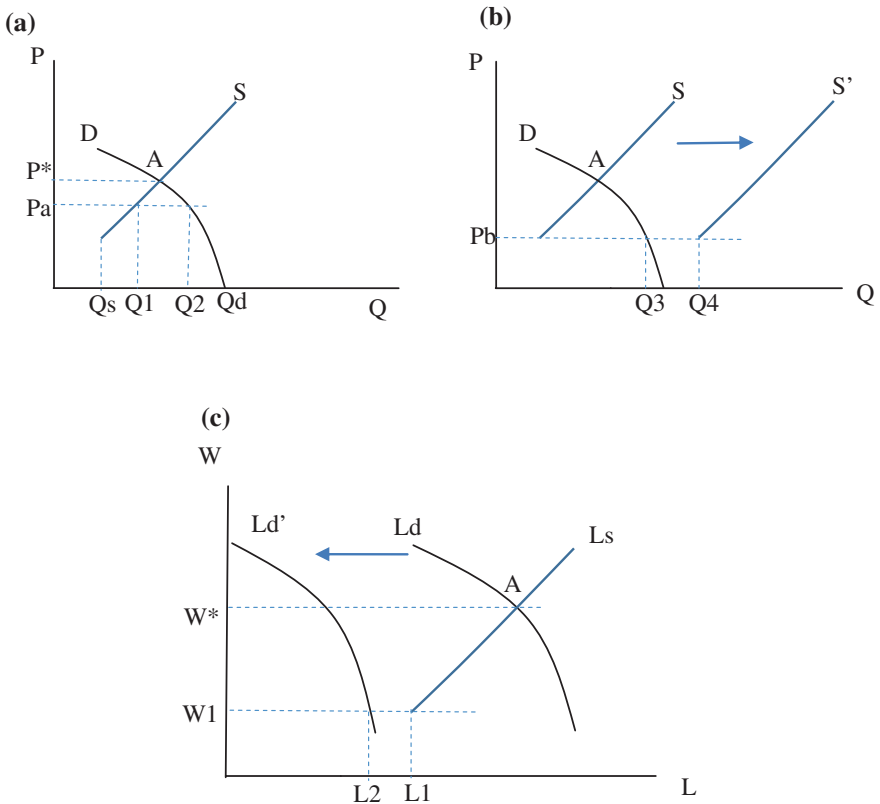 (a)
P
S
D
A
P*
Pa
Qs Q1 Q2 Qd
Q
(b)
P
S S’
D
A
Pb
Q3 Q4
Q
(c)
W
Ld’ Ld Ls
A
W*
W1
L2 L1
L